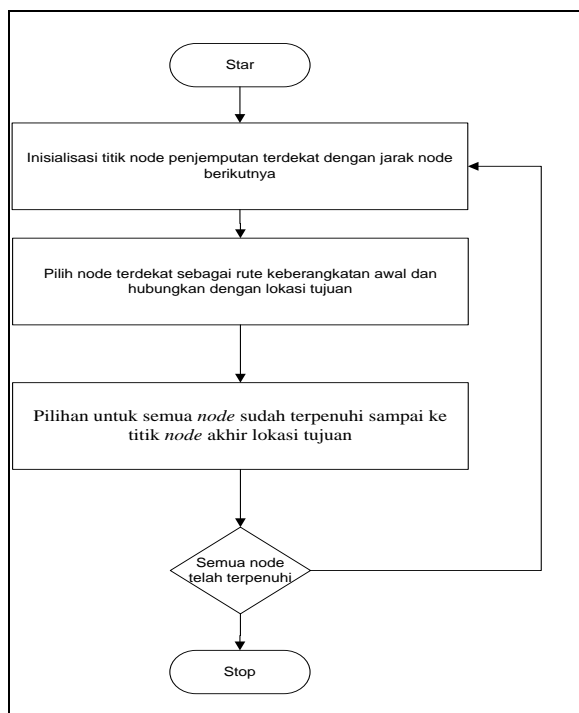 Star
Inisialisasi titik node penjemputan terdekat dengan jarak node
berikutnya
Pilih node terdekat sebagai rute keberangkatan awal dan
hubungkan dengan lokasi tujuan
Pilihan untuk semua node sudah terpenuhi sampai ke
titik node akhir lokasi tujuan
Semua node
telah terpenuhi
Stop